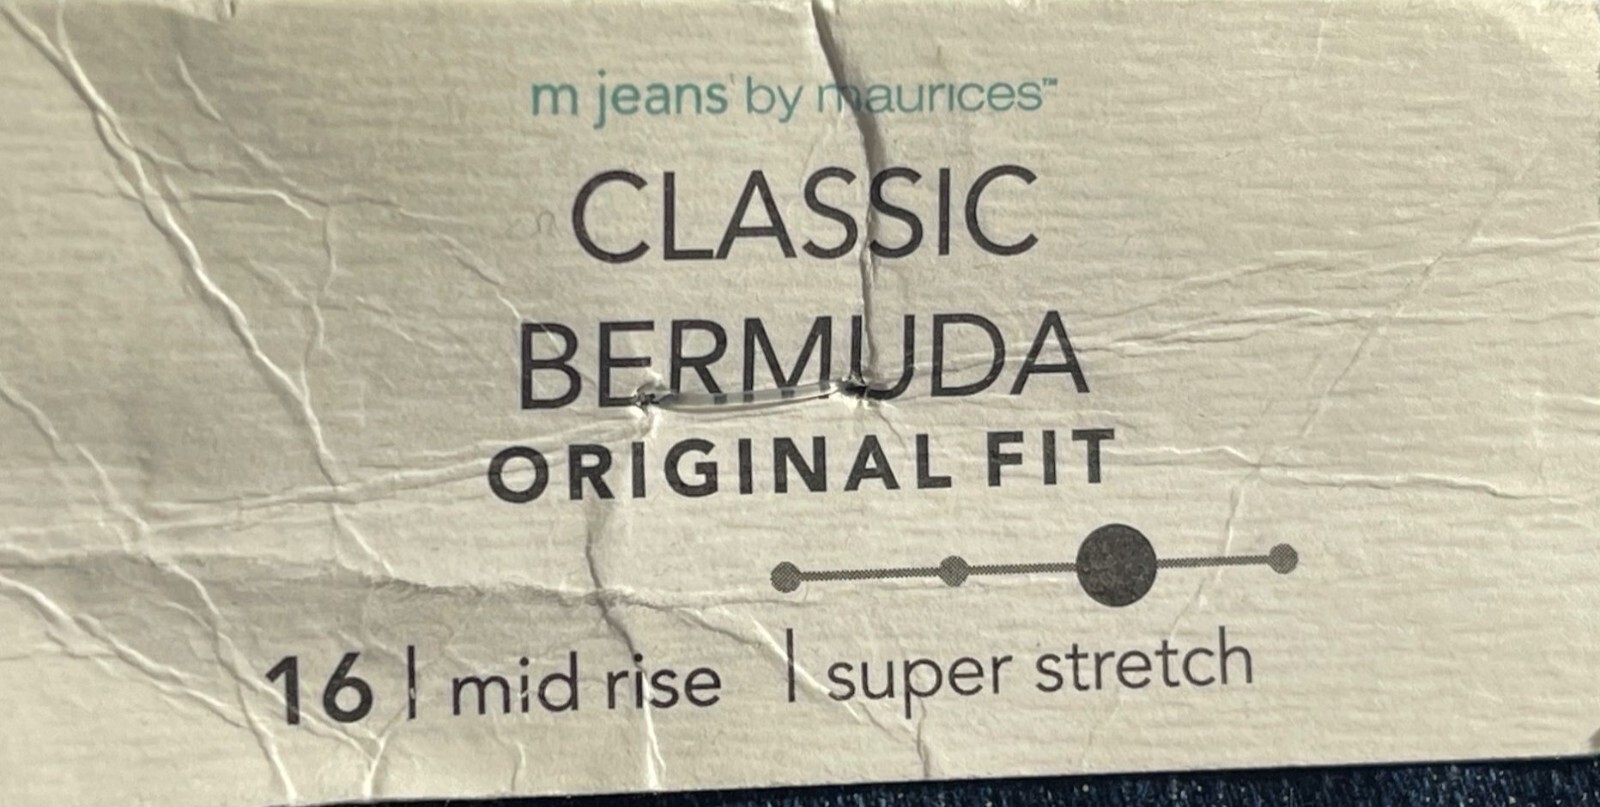 m jeans by maurices™
CLASSIC
BERMUDA
ORIGINAL FIT
16 | mid rise | super stretch